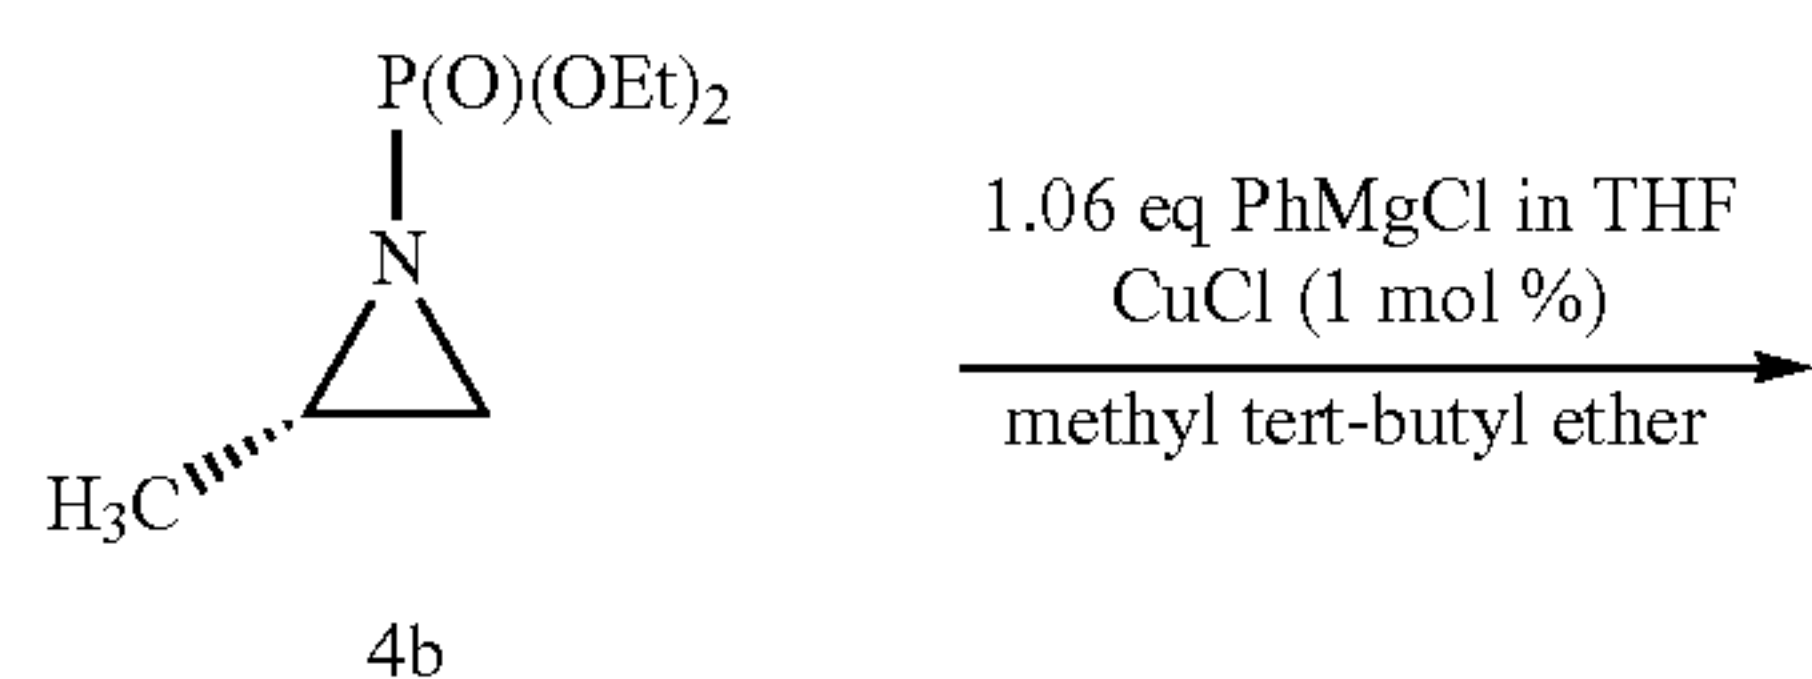 P(O)(OEt)₂
N
H₃C
4b
1.06 eq PhMgCl in THF
CuCl (1 mol %)
methyl tert-butyl ether